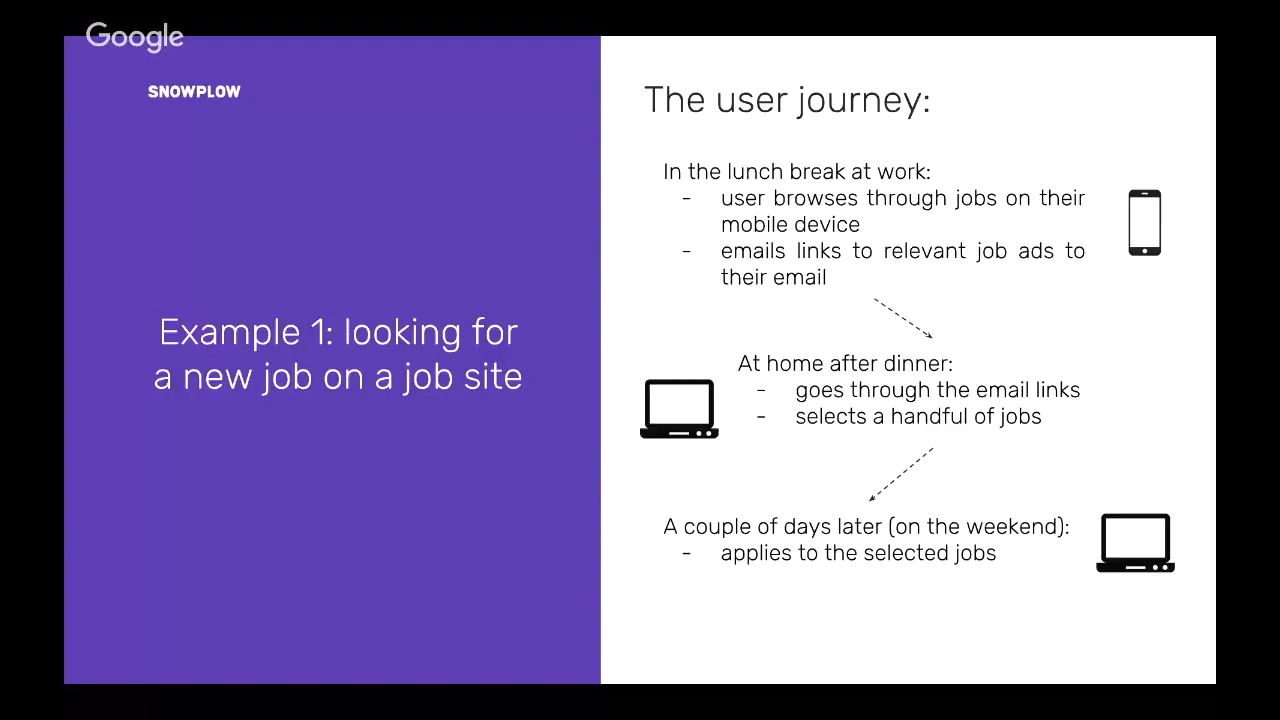 Google
SNOWPLOW
Example 1: looking for
a new job on a job site
The user journey:
In the lunch break at work:
- user browses through jobs on their
mobile device
- emails links to relevant job ads to
their email
At home after dinner:
- goes through the email links
- selects a handful of jobs
A couple of days later (on the weekend):
- applies to the selected jobs